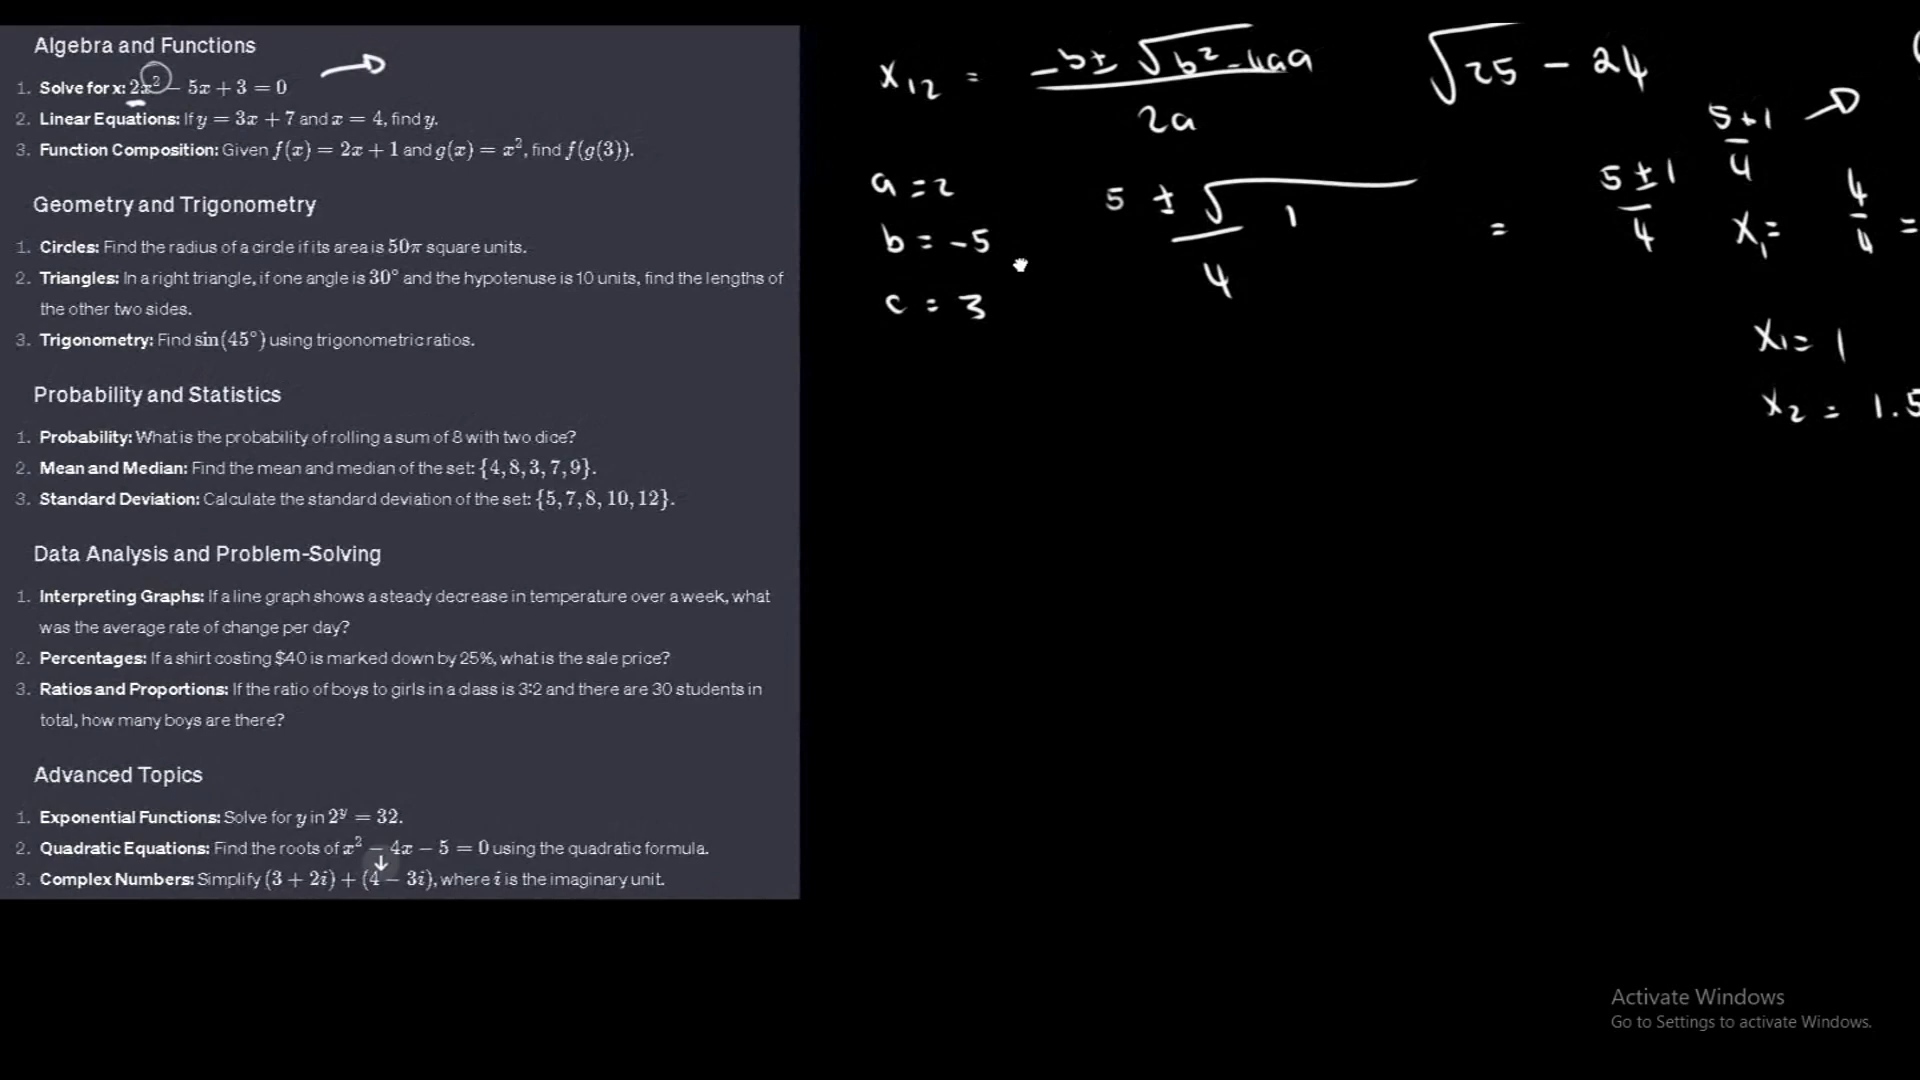 Algebra and Functions
1. Solve for x: 2x² − 5x + 3 = 0
2. Linear Equations: If y = 3x + 7 and x = 4, find y.
3. Function Composition: Given f(x) = 2x + 1 and g(x) = x², find f(g(3)).
Geometry and Trigonometry
1. Circles: Find the radius of a circle if its area is 50π square units.
2. Triangles: In a right triangle, if one angle is 30° and the hypotenuse is 10 units, find the lengths of
the other two sides.
3. Trigonometry: Find sin(45°) using trigonometric ratios.
Probability and Statistics
1. Probability: What is the probability of rolling a sum of 8 with two dice?
2. Mean and Median: Find the mean and median of the set: {4, 8, 3, 7, 9}.
3. Standard Deviation: Calculate the standard deviation of the set: {5, 7, 8, 10, 12}.
Data Analysis and Problem-Solving
1. Interpreting Graphs: If a line graph shows a steady decrease in temperature over a week, what
was the average rate of change per day?
2. Percentages: If a shirt costing $40 is marked down by 25%, what is the sale price?
3. Ratios and Proportions: If the ratio of boys to girls in a class is 3:2 and there are 30 students in
total, how many boys are there?
Advanced Topics
1. Exponential Functions: Solve for y in 2ʸ = 32.
2. Quadratic Equations: Find the roots of x² − 4x − 5 = 0 using the quadratic formula.
3. Complex Numbers: Simplify (3 + 2i) + (4 − 3i), where i is the imaginary unit.
x₁₂ =
−b ± √b² −4a
2a
√25 − 24
a = 2
b = −5
c = 3
5 ± √1
4
=
5 ± 1
4
5 + 1
4
x₁ =
4
4
=
x₁ = 1
x₂ = 1.5
Activate Windows
Go to Settings to activate Windows.